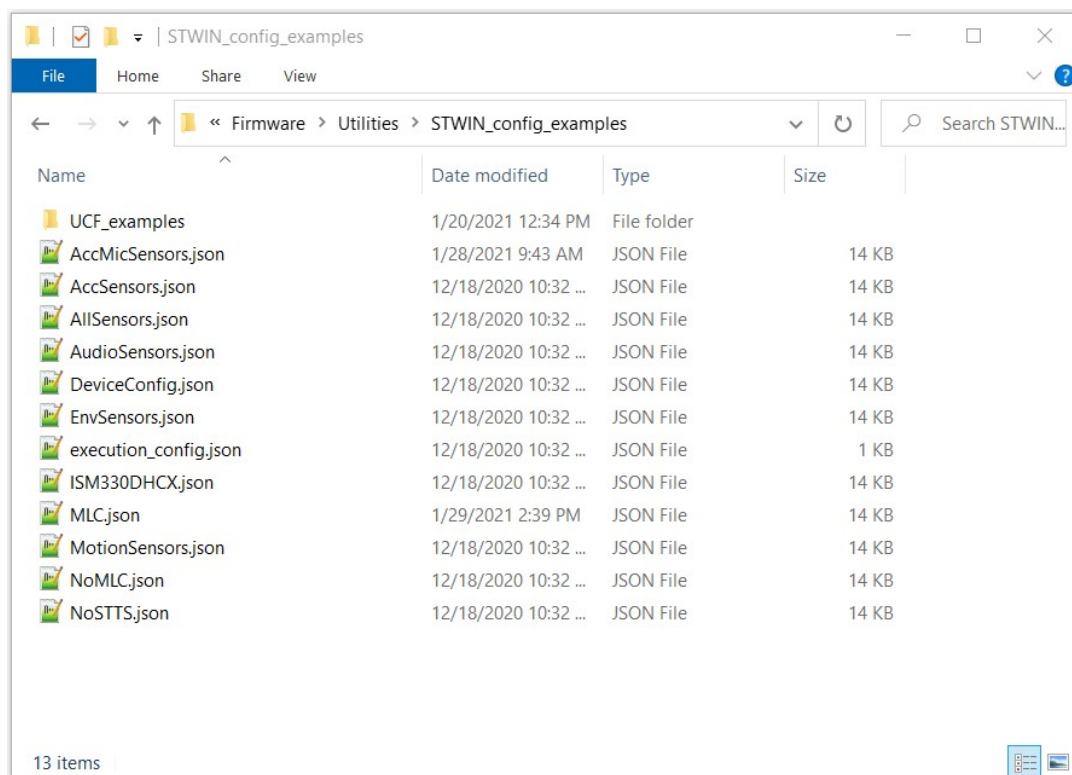 STWIN_config_examples
File Home Share View ?
« Firmware > Utilities > STWIN_config_examples Search STWIN...
Name Date modified Type Size
UCF_examples 1/20/2021 12:34 PM File folder
AccMicSensors.json 1/28/2021 9:43 AM JSON File 14 KB
AccSensors.json 12/18/2020 10:32 ... JSON File 14 KB
AllSensors.json 12/18/2020 10:32 ... JSON File 14 KB
AudioSensors.json 12/18/2020 10:32 ... JSON File 14 KB
DeviceConfig.json 12/18/2020 10:32 ... JSON File 14 KB
EnvSensors.json 12/18/2020 10:32 ... JSON File 14 KB
execution_config.json 12/18/2020 10:32 ... JSON File 1 KB
ISM330DHCX.json 12/18/2020 10:32 ... JSON File 14 KB
MLC.json 1/29/2021 2:39 PM JSON File 14 KB
MotionSensors.json 12/18/2020 10:32 ... JSON File 14 KB
NoMLC.json 12/18/2020 10:32 ... JSON File 14 KB
NoSTTS.json 12/18/2020 10:32 ... JSON File 14 KB
13 items